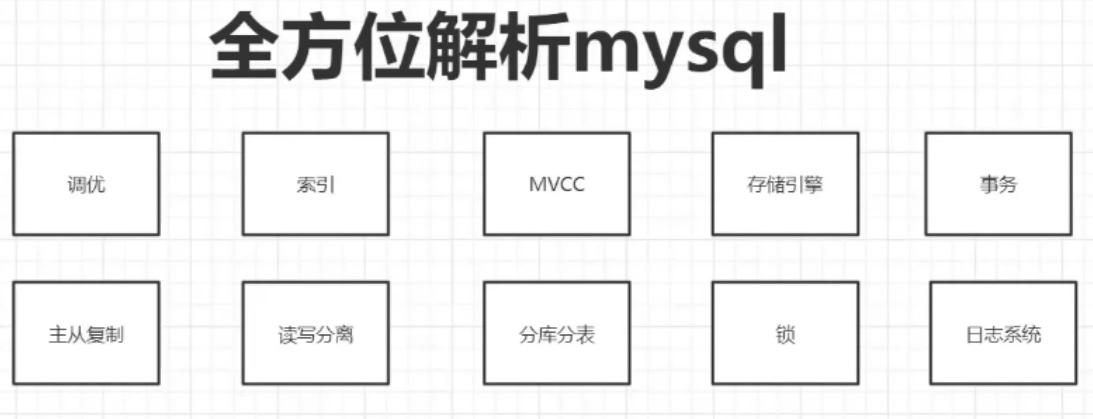 全方位解析mysql
调优 索引 MVCC 存储引擎 事务
主从复制 读写分离 分库分表 锁 日志系统